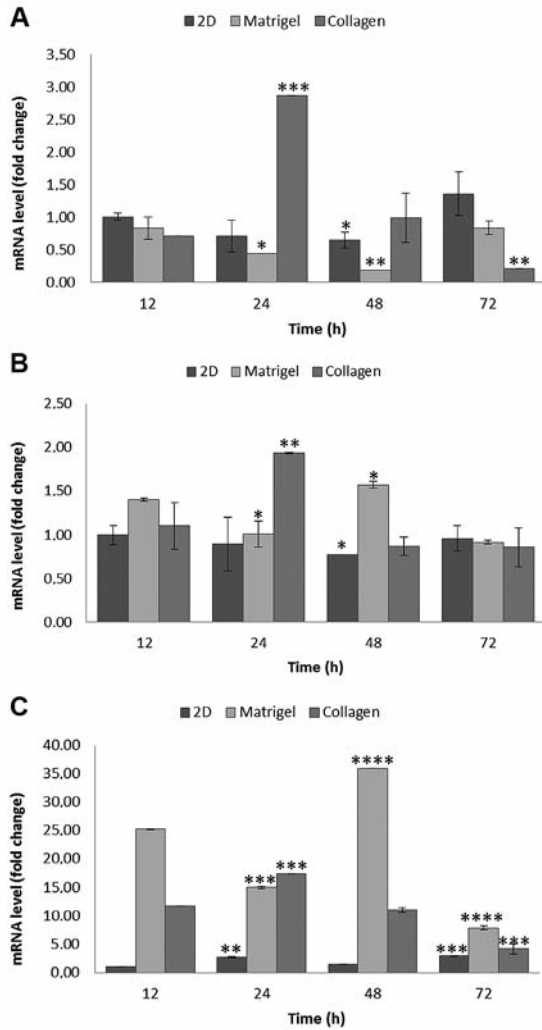 A
2D Matrigel Collagen
3,50
3.00
2.50
2.00
1.50
1.00
0.50
0.00
mRNA level (fold change)
***
*
*
**
**
12 24 48 72
Time (h)
B
2D Matrigel Collagen
2.50
2.00
1.50
1.00
0.50
0.00
mRNA level (fold change)
**
*
*
*
12 24 48 72
Time (h)
C
2D Matrigel Collagen
40.00
35.00
30.00
25.00
20.00
15.00
10.00
5.00
0,00
mRNA level (fold change)
****
*** ***
**
****
*** ***
12 24 48 72
Time (h)